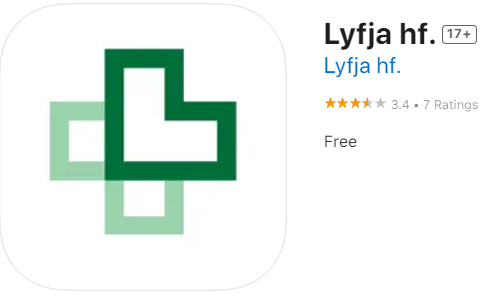 Lyfja hf. 17+
Lyfja hf.
3.4 • 7 Ratings
Free